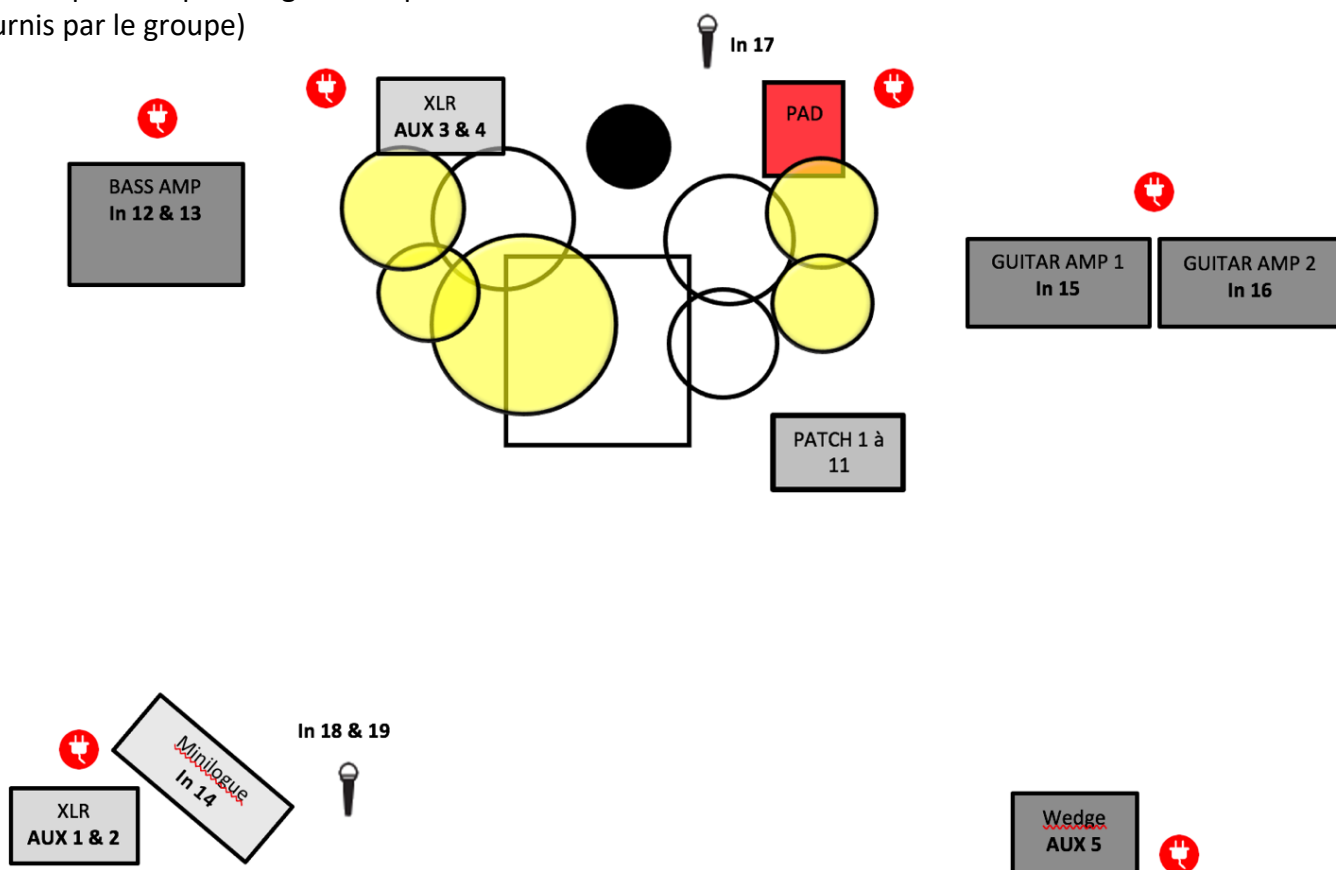 urnis par le groupe)
In 17
XLR
AUX 3 & 4
PAD
BASS AMP
In 12 & 13
GUITAR AMP 1
In 15
GUITAR AMP 2
In 16
PATCH 1 à
11
In 18 & 19
Minilogue
In 14
XLR
AUX 1 & 2
Wedge
AUX 5